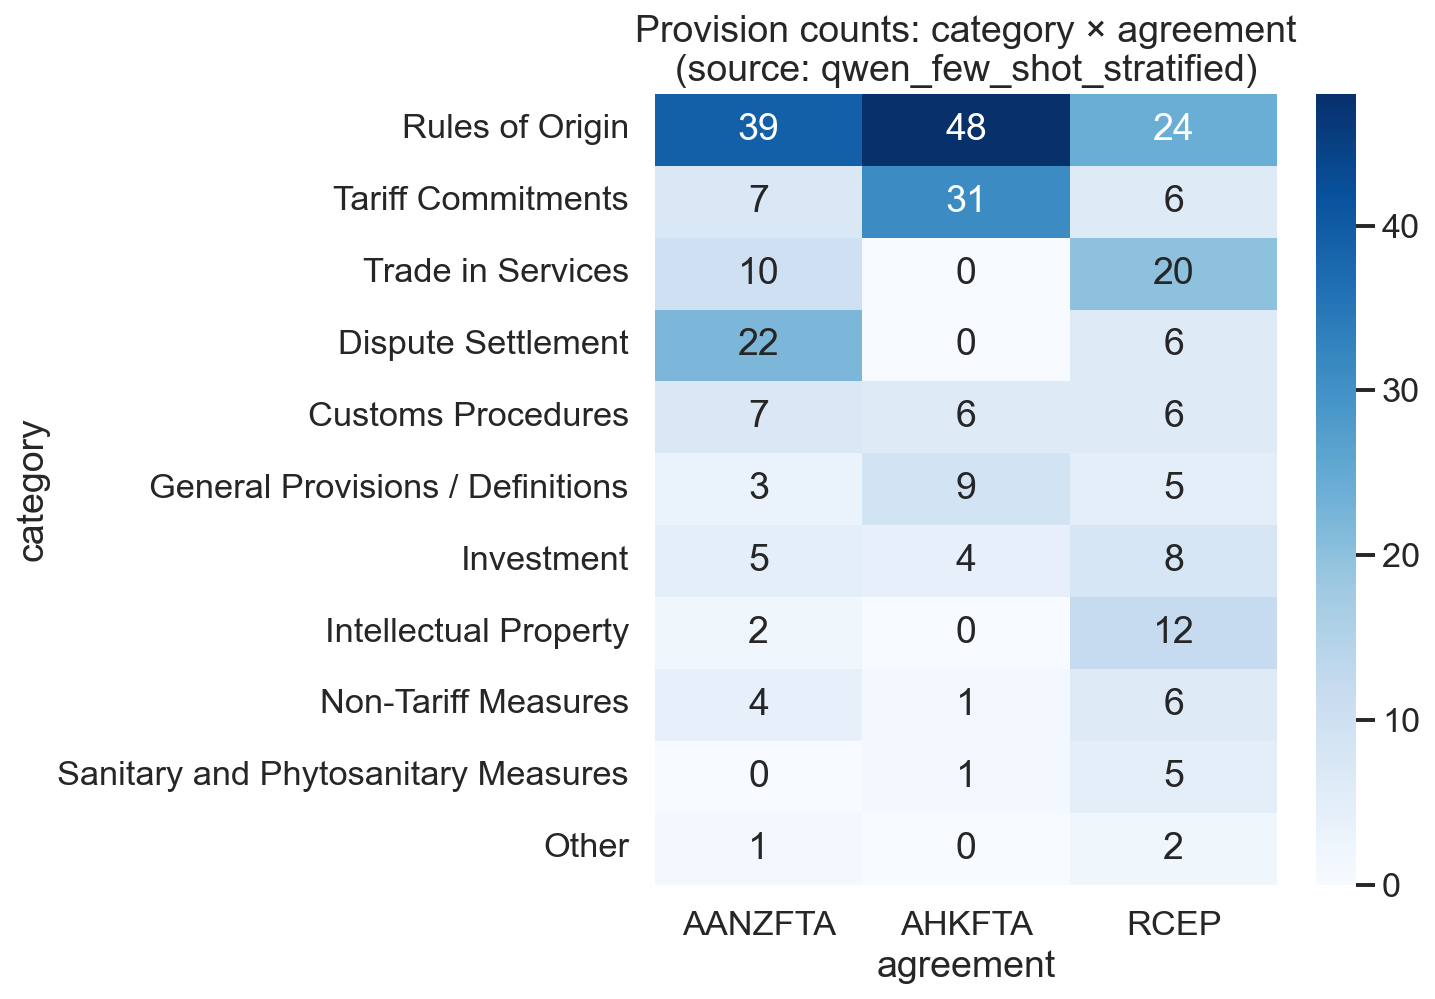 Provision counts: category × agreement
(source: qwen_few_shot_stratified)
category
Rules of Origin 39 48 24
Tariff Commitments 7 31 6
Trade in Services 10 0 20
Dispute Settlement 22 0 6
Customs Procedures 7 6 6
General Provisions / Definitions 3 9 5
Investment 5 4 8
Intellectual Property 2 0 12
Non-Tariff Measures 4 1 6
Sanitary and Phytosanitary Measures 0 1 5
Other 1 0 2
AANZFTA AHKFTA RCEP
agreement
40
30
20
10
0